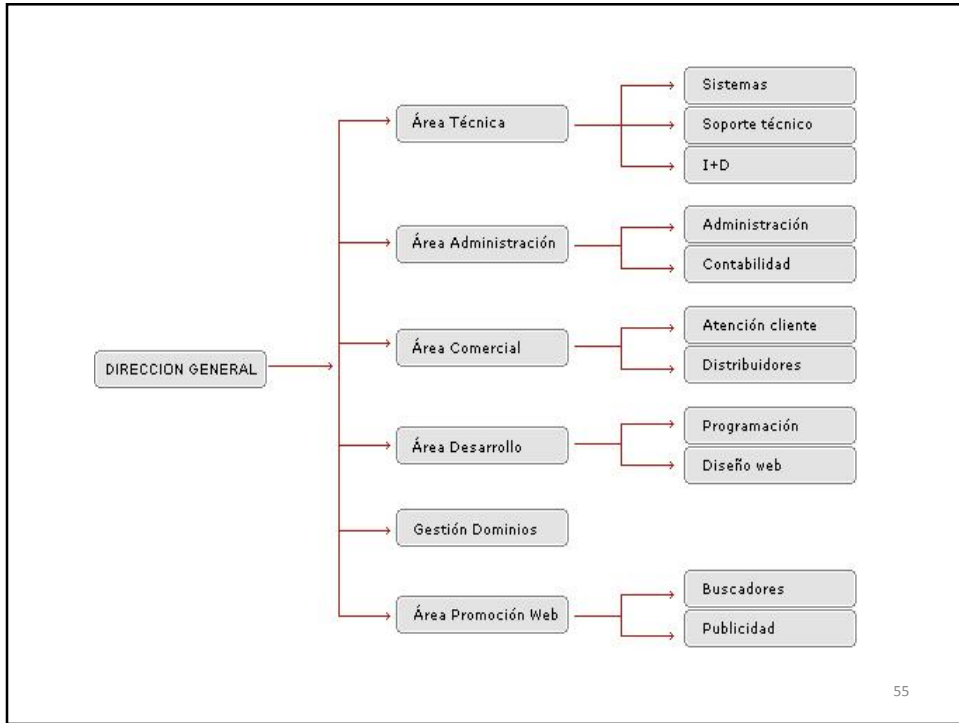 DIRECCION GENERAL
Área Técnica
Sistemas
Soporte técnico
I+D
Área Administración
Administración
Contabilidad
Área Comercial
Atención cliente
Distribuidores
Área Desarrollo
Programación
Diseño web
Gestión Dominios
Área Promoción Web
Buscadores
Publicidad
55